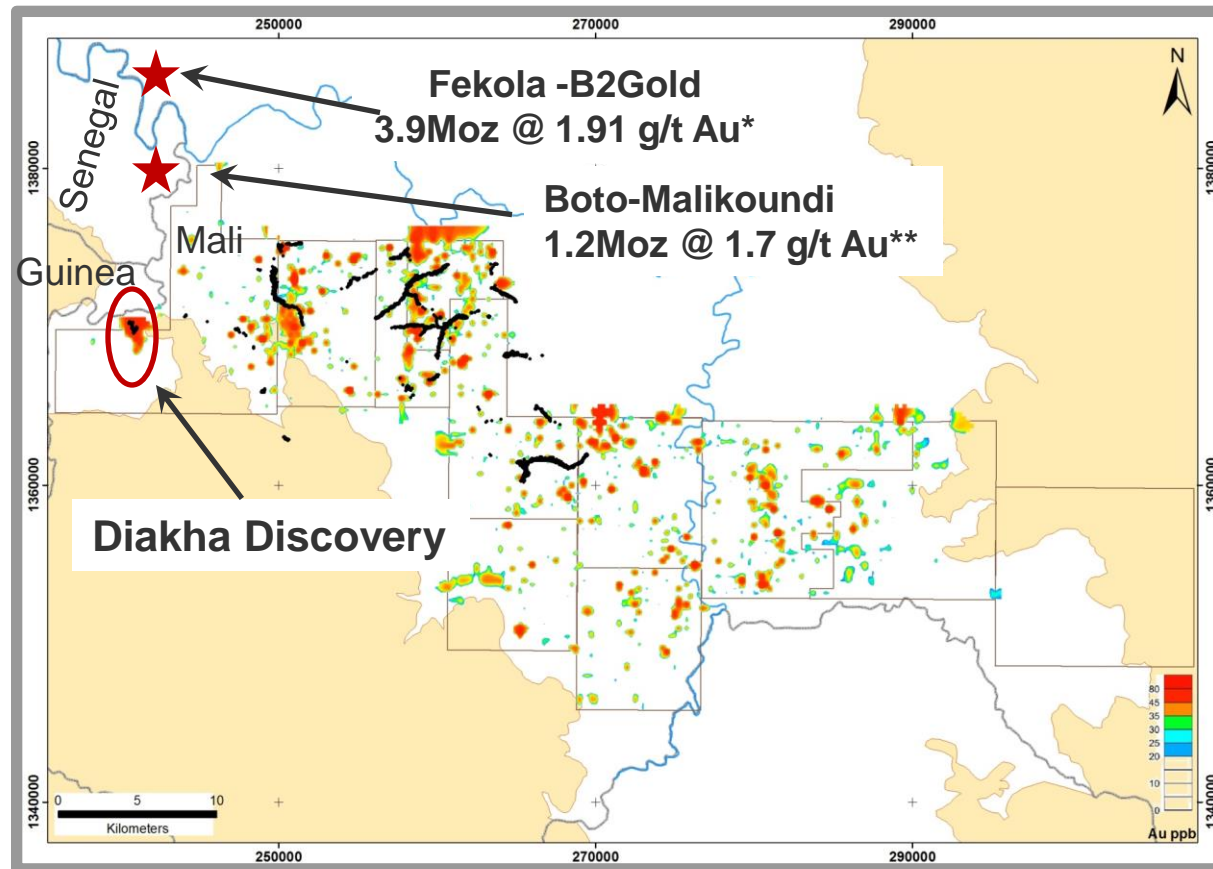 250000 270000 290000
N
Fekola -B2Gold
3.9Moz @ 1.91 g/t Au*
Senegal
1380000 1380000
Boto-Malikoundi
1.2Moz @ 1.7 g/t Au**
Mali
Guinea
1360000 1360000
Diakha Discovery
80
45
35
30
25
20
10
0
Au ppb
1340000 1340000
0 5 10
Kilometers
250000 270000 290000